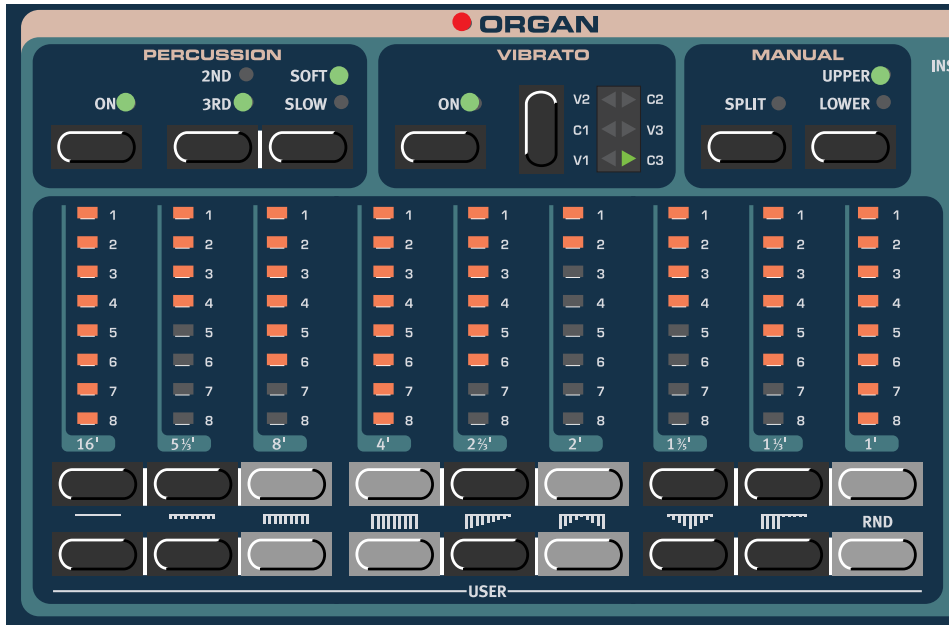 ORGAN
PERCUSSION
VIBRATO
MANUAL
2ND
SOFT
UPPER
INS
ON
3RD
SLOW
ON
V2
C2
SPLIT
LOWER
C1
V3
V1
C3
1 1 1 1 1 1 1 1 1
2 2 2 2 2 2 2 2 2
3 3 3 3 3 3 3 3 3
4 4 4 4 4 4 4 4 4
5 5 5 5 5 5 5 5 5
6 6 6 6 6 6 6 6 6
7 7 7 7 7 7 7 7 7
8 8 8 8 8 8 8 8 8
16' 5⅓' 8' 4' 2⅔' 2' 1⅗' 1⅓' 1'
RND
USER